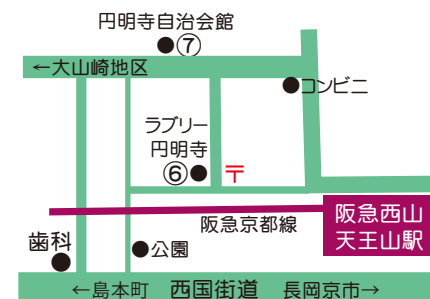 円明寺自治会館
●⑦
←大山崎地区
●コンビニ
ラブリー
円明寺
⑥●
〒
阪急京都線
阪急西山
天王山駅
歯科
●
●公園
←島本町 西国街道 長岡京市→